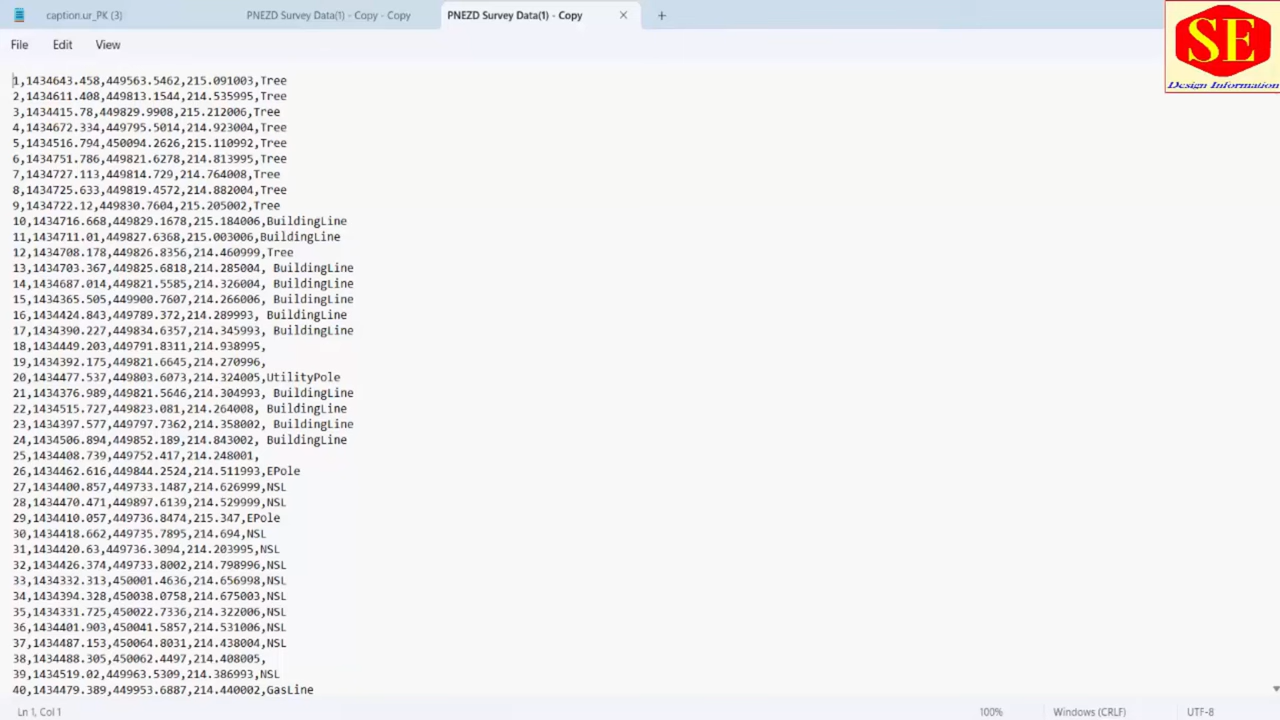 caption.ur_PK (3)
PNEZD Survey Data(1) - Copy - Copy
PNEZD Survey Data(1) - Copy
File
Edit
View
SE
Design Information
1,1434643.458,449563.5462,215.091003,Tree
2,1434611.408,449813.1544,214.535995,Tree
3,1434415.78,449829.9908,215.212006,Tree
4,1434672.334,449795.5014,214.923004,Tree
5,1434516.794,450094.2626,215.110992,Tree
6,1434751.786,449821.6278,214.813995,Tree
7,1434727.113,449814.729,214.764008,Tree
8,1434725.633,449819.4572,214.882004,Tree
9,1434722.12,449830.7604,215.205002,Tree
10,1434716.668,449829.1678,215.184006,BuildingLine
11,1434711.01,449827.6368,215.003006,BuildingLine
12,1434708.178,449826.8356,214.460999,Tree
13,1434703.367,449825.6818,214.285004, BuildingLine
14,1434687.014,449821.5585,214.326004, BuildingLine
15,1434365.505,449900.7607,214.266006, BuildingLine
16,1434424.843,449789.372,214.289993, BuildingLine
17,1434390.227,449834.6357,214.345993, BuildingLine
18,1434449.203,449791.8311,214.938995,
19,1434392.175,449821.6645,214.270996,
20,1434477.537,449803.6073,214.324005,UtilityPole
21,1434376.989,449821.5646,214.304993, BuildingLine
22,1434515.727,449823.081,214.264008, BuildingLine
23,1434397.577,449797.7362,214.358002, BuildingLine
24,1434506.894,449852.189,214.843002, BuildingLine
25,1434408.739,449752.417,214.248001,
26,1434462.616,449844.2524,214.511993,EPole
27,1434400.857,449733.1487,214.626999,NSL
28,1434470.471,449897.6139,214.529999,NSL
29,1434410.057,449736.8474,215.347,EPole
30,1434418.662,449735.7895,214.694,NSL
31,1434420.63,449736.3094,214.203995,NSL
32,1434426.374,449733.8002,214.798996,NSL
33,1434332.313,450001.4636,214.656998,NSL
34,1434394.328,450038.0758,214.675003,NSL
35,1434331.725,450022.7336,214.322006,NSL
36,1434401.903,450041.5857,214.531006,NSL
37,1434487.153,450064.8031,214.438004,NSL
38,1434488.305,450062.4497,214.408005,
39,1434519.02,449963.5309,214.386993,NSL
40,1434479.389,449953.6887,214.440002,GasLine
Ln 1, Col 1
100%
Windows (CRLF)
UTF-8